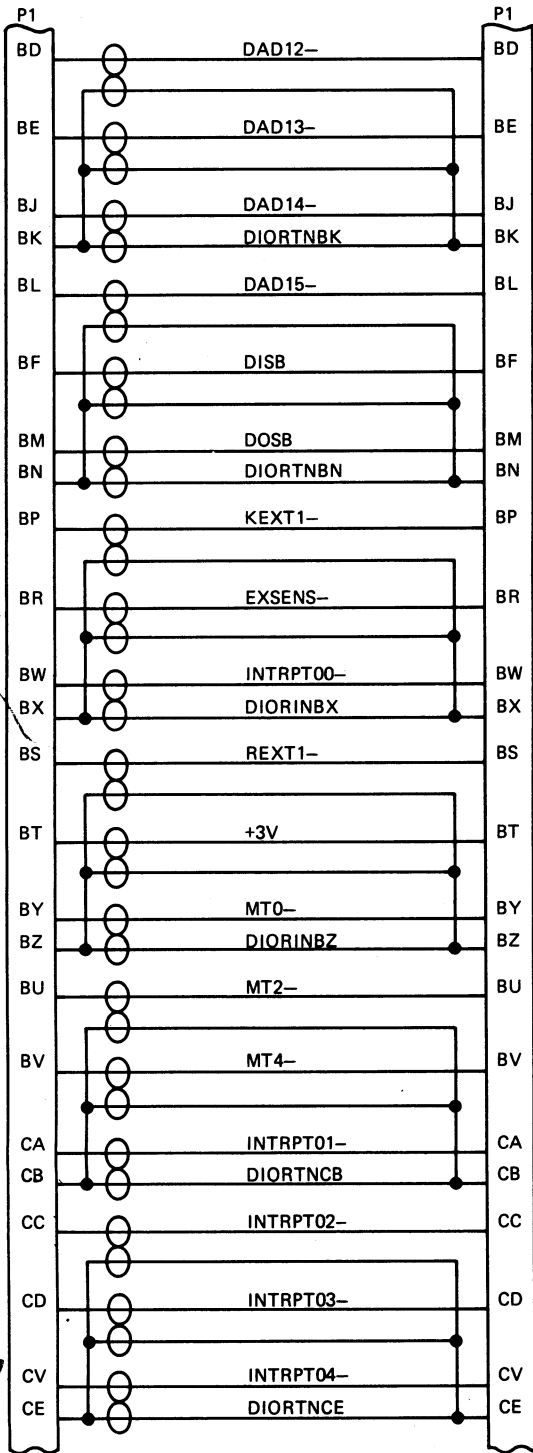 P1 P1
BD DAD12– BD
BE DAD13– BE
BJ DAD14– BJ
BK DIORTNBK BK
BL DAD15– BL
BF DISB BF
BM DOSB BM
BN DIORTNBN BN
BP KEXT1– BP
BR EXSENS– BR
BW INTRPT00– BW
BX DIORINBX BX
BS REXT1– BS
BT +3V BT
BY MT0– BY
BZ DIORINBZ BZ
BU MT2– BU
BV MT4– BV
CA INTRPT01– CA
CB DIORTNCB CB
CC INTRPT02– CC
CD INTRPT03– CD
CV INTRPT04– CV
CE DIORTNCE CE